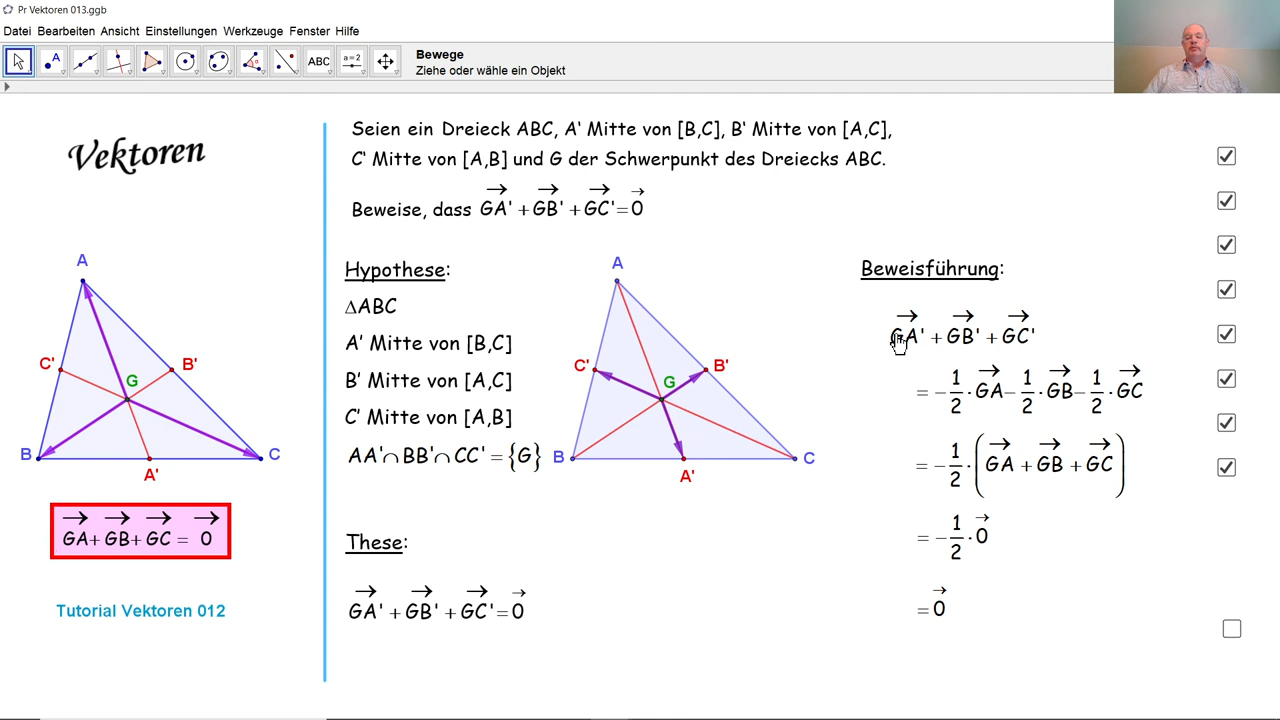 Pr Vektoren 013.ggb
Datei Bearbeiten Ansicht Einstellungen Werkzeuge Fenster Hilfe
A
ABC
a=2
Bewege
Ziehe oder wähle ein Objekt
Vektoren
A
C'
B'
G
B
C
A'
GA+GB+GC = 0
Tutorial Vektoren 012
Seien ein Dreieck ABC, A' Mitte von [B,C], B' Mitte von [A,C],
C' Mitte von [A,B] und G der Schwerpunkt des Dreiecks ABC.
Beweise, dass GA'+GB'+GC'=0
Hypothese:
∆ABC
A' Mitte von [B,C]
B' Mitte von [A,C]
C' Mitte von [A,B]
AA'∩BB'∩CC'={G}
These:
GA'+GB'+GC'=0
A
C'
B'
G
B
C
A'
Beweisführung:
GA'+GB'+GC'
=-1/2·GA-1/2·GB-1/2·GC
=-1/2·(GA+GB+GC)
=-1/2·0
=0